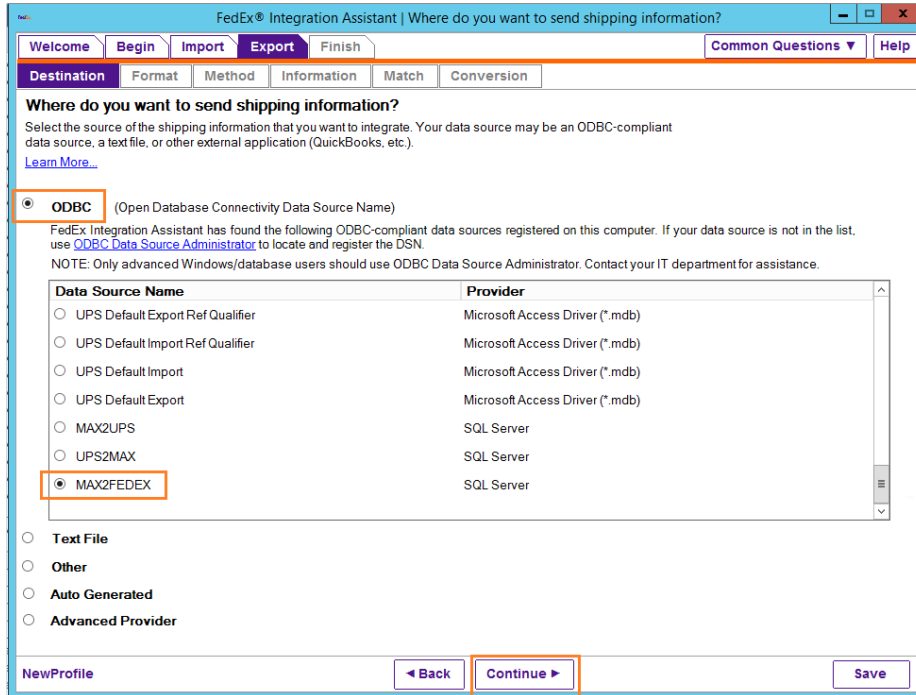 FedEx
FedEx® Integration Assistant | Where do you want to send shipping information?
Welcome Begin Import Export Finish Common Questions ▼ Help
Destination Format Method Information Match Conversion
Where do you want to send shipping information?
Select the source of the shipping information that you want to integrate. Your data source may be an ODBC-compliant
data source, a text file, or other external application (QuickBooks, etc.).
Learn More...
ODBC (Open Database Connectivity Data Source Name)
FedEx Integration Assistant has found the following ODBC-compliant data sources registered on this computer. If your data source is not in the list,
use ODBC Data Source Administrator to locate and register the DSN.
NOTE: Only advanced Windows/database users should use ODBC Data Source Administrator. Contact your IT department for assistance.
Data Source Name Provider
UPS Default Export Ref Qualifier Microsoft Access Driver (*.mdb)
UPS Default Import Ref Qualifier Microsoft Access Driver (*.mdb)
UPS Default Import Microsoft Access Driver (*.mdb)
UPS Default Export Microsoft Access Driver (*.mdb)
MAX2UPS SQL Server
UPS2MAX SQL Server
MAX2FEDEX SQL Server
Text File
Other
Auto Generated
Advanced Provider
NewProfile ◄ Back Continue ► Save